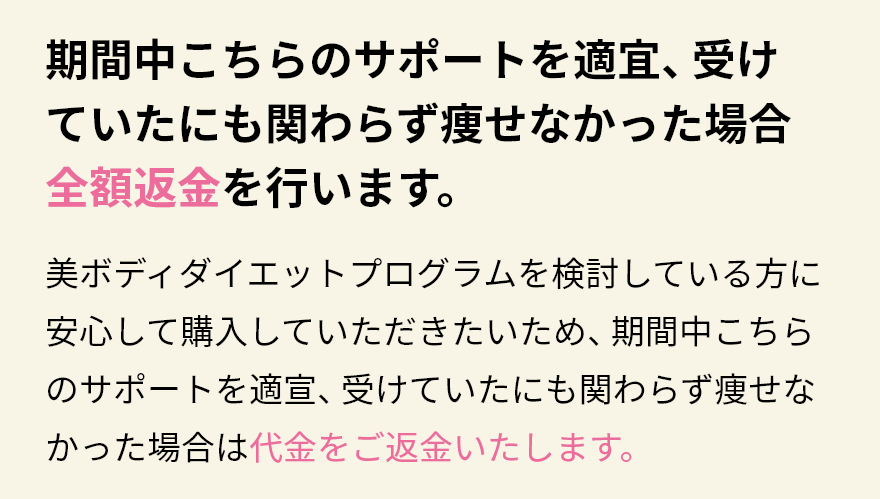 期間中こちらのサポートを適宜、受け
ていたにも関わらず痩せなかった場合
全額返金を行います。
美ボディダイエットプログラムを検討している方に
安心して購入していただきたいため、期間中こちら
のサポートを適宣、受けていたにも関わらず痩せな
かった場合は代金をご返金いたします。